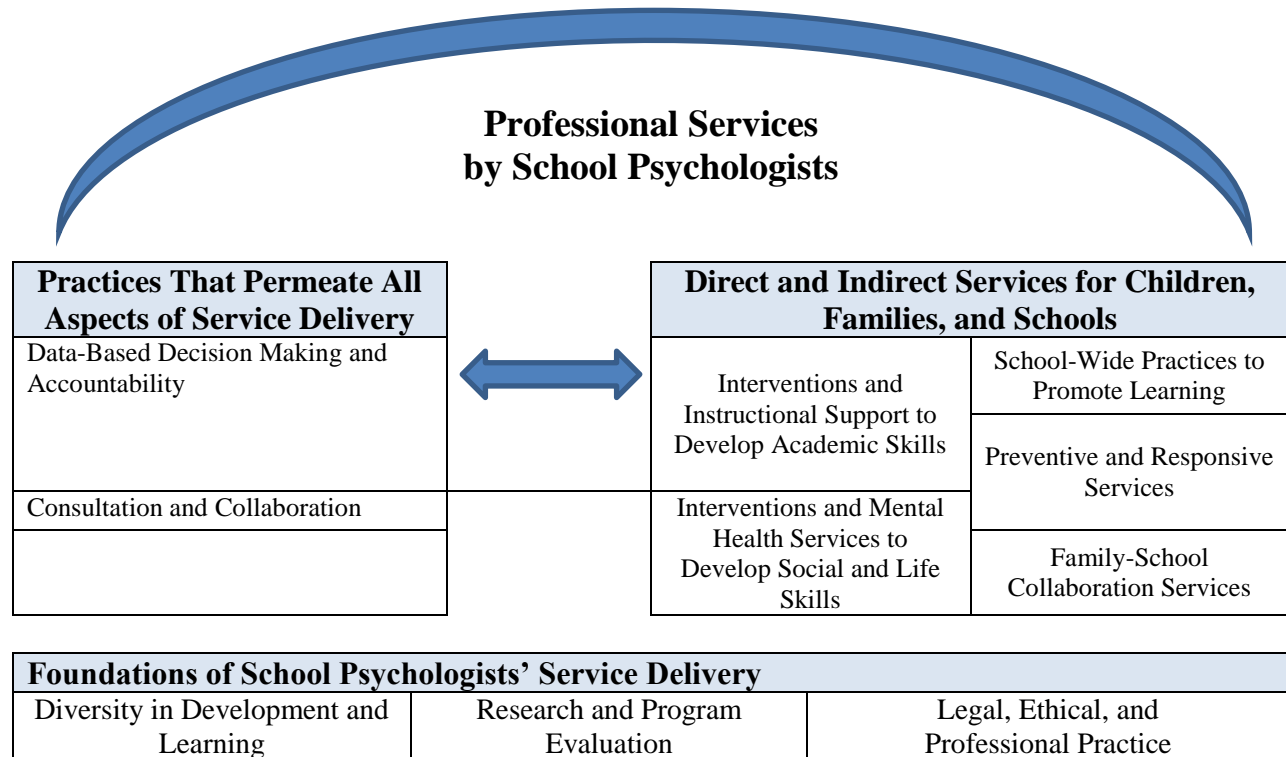 Professional Services
by School Psychologists
Practices That Permeate All
Aspects of Service Delivery
Data-Based Decision Making and
Accountability
Consultation and Collaboration
Direct and Indirect Services for Children,
Families, and Schools
Interventions and
Instructional Support to
Develop Academic Skills
Interventions and Mental
Health Services to
Develop Social and Life
Skills
School-Wide Practices to
Promote Learning
Preventive and Responsive
Services
Family-School
Collaboration Services
Foundations of School Psychologists’ Service Delivery
Diversity in Development and
Learning
Research and Program
Evaluation
Legal, Ethical, and
Professional Practice